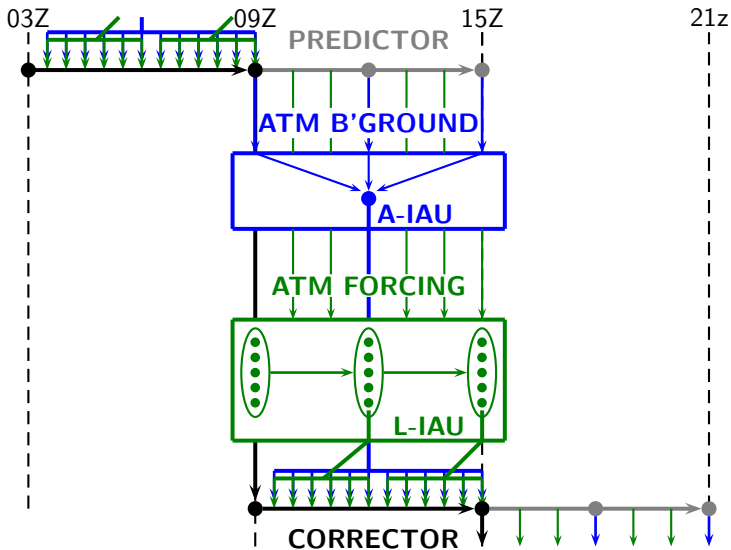 03Z 09Z 15Z 21z
PREDICTOR
ATM B'GROUND
A-IAU
ATM FORCING
L-IAU
CORRECTOR